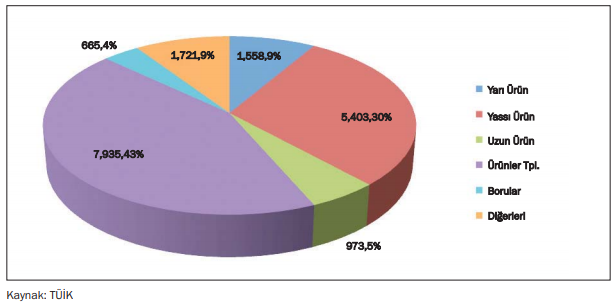 665,4%
1,721,9%
1,558,9%
5,403,30%
7,935,43%
973,5%
Yarı Ürün
Yassı Ürün
Uzun Ürün
Ürünler Tpl.
Borular
Diğerleri
Kaynak: TÜİK